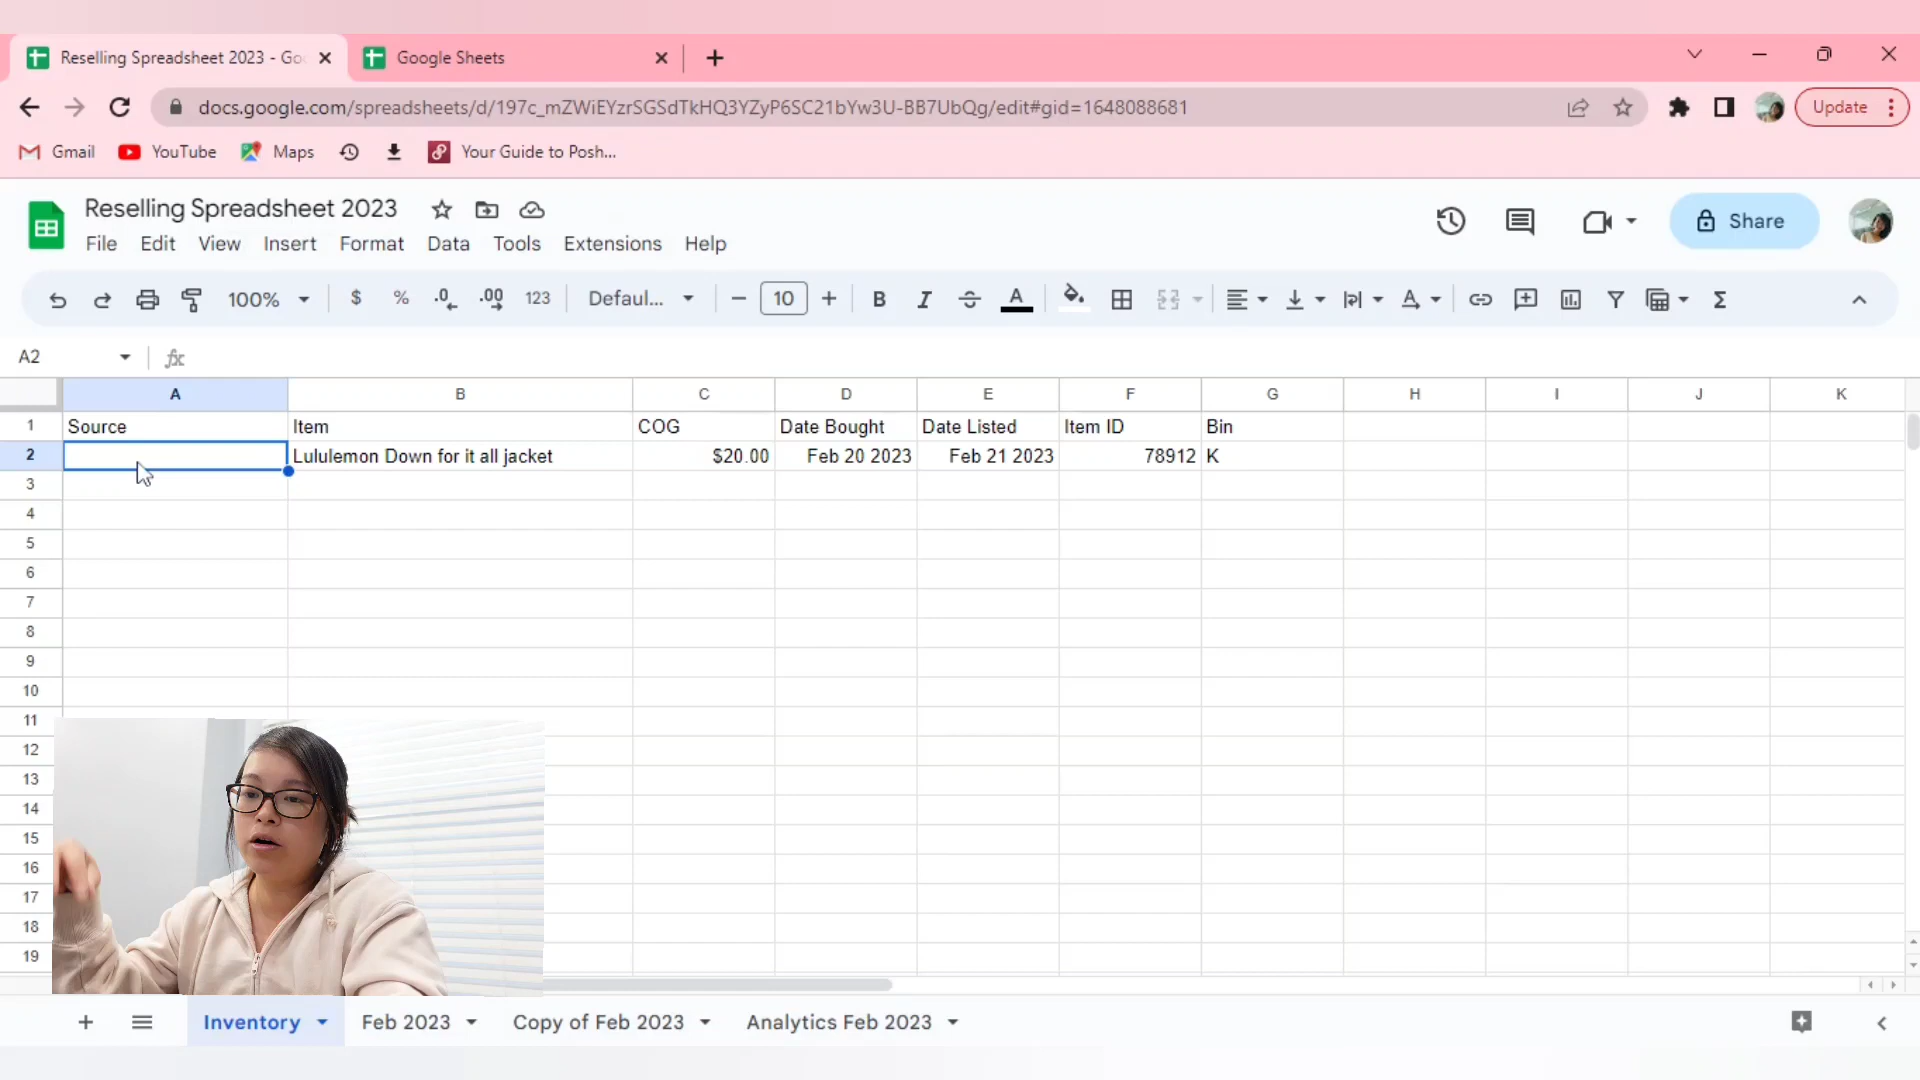 Reselling Spreadsheet 2023 - Goo
Google Sheets
docs.google.com/spreadsheets/d/197c_mZWiEYzrSGSdTkHQ3YZyP6SC21bYw3U-BB7UbQg/edit#gid=1648088681
Update
Gmail
YouTube
Maps
Your Guide to Posh...
Reselling Spreadsheet 2023
File Edit View Insert Format Data Tools Extensions Help
Share
100% $ % .0 .00 123 Defaul... 10 B I A Σ
A2 fx
A B C D E F G H I J K
1 Source Item COG Date Bought Date Listed Item ID Bin
2 Lululemon Down for it all jacket $20.00 Feb 20 2023 Feb 21 2023 78912 K
3
4
5
6
7
8
9
10
11
12
13
14
15
16
17
18
19
Inventory Feb 2023 Copy of Feb 2023 Analytics Feb 2023